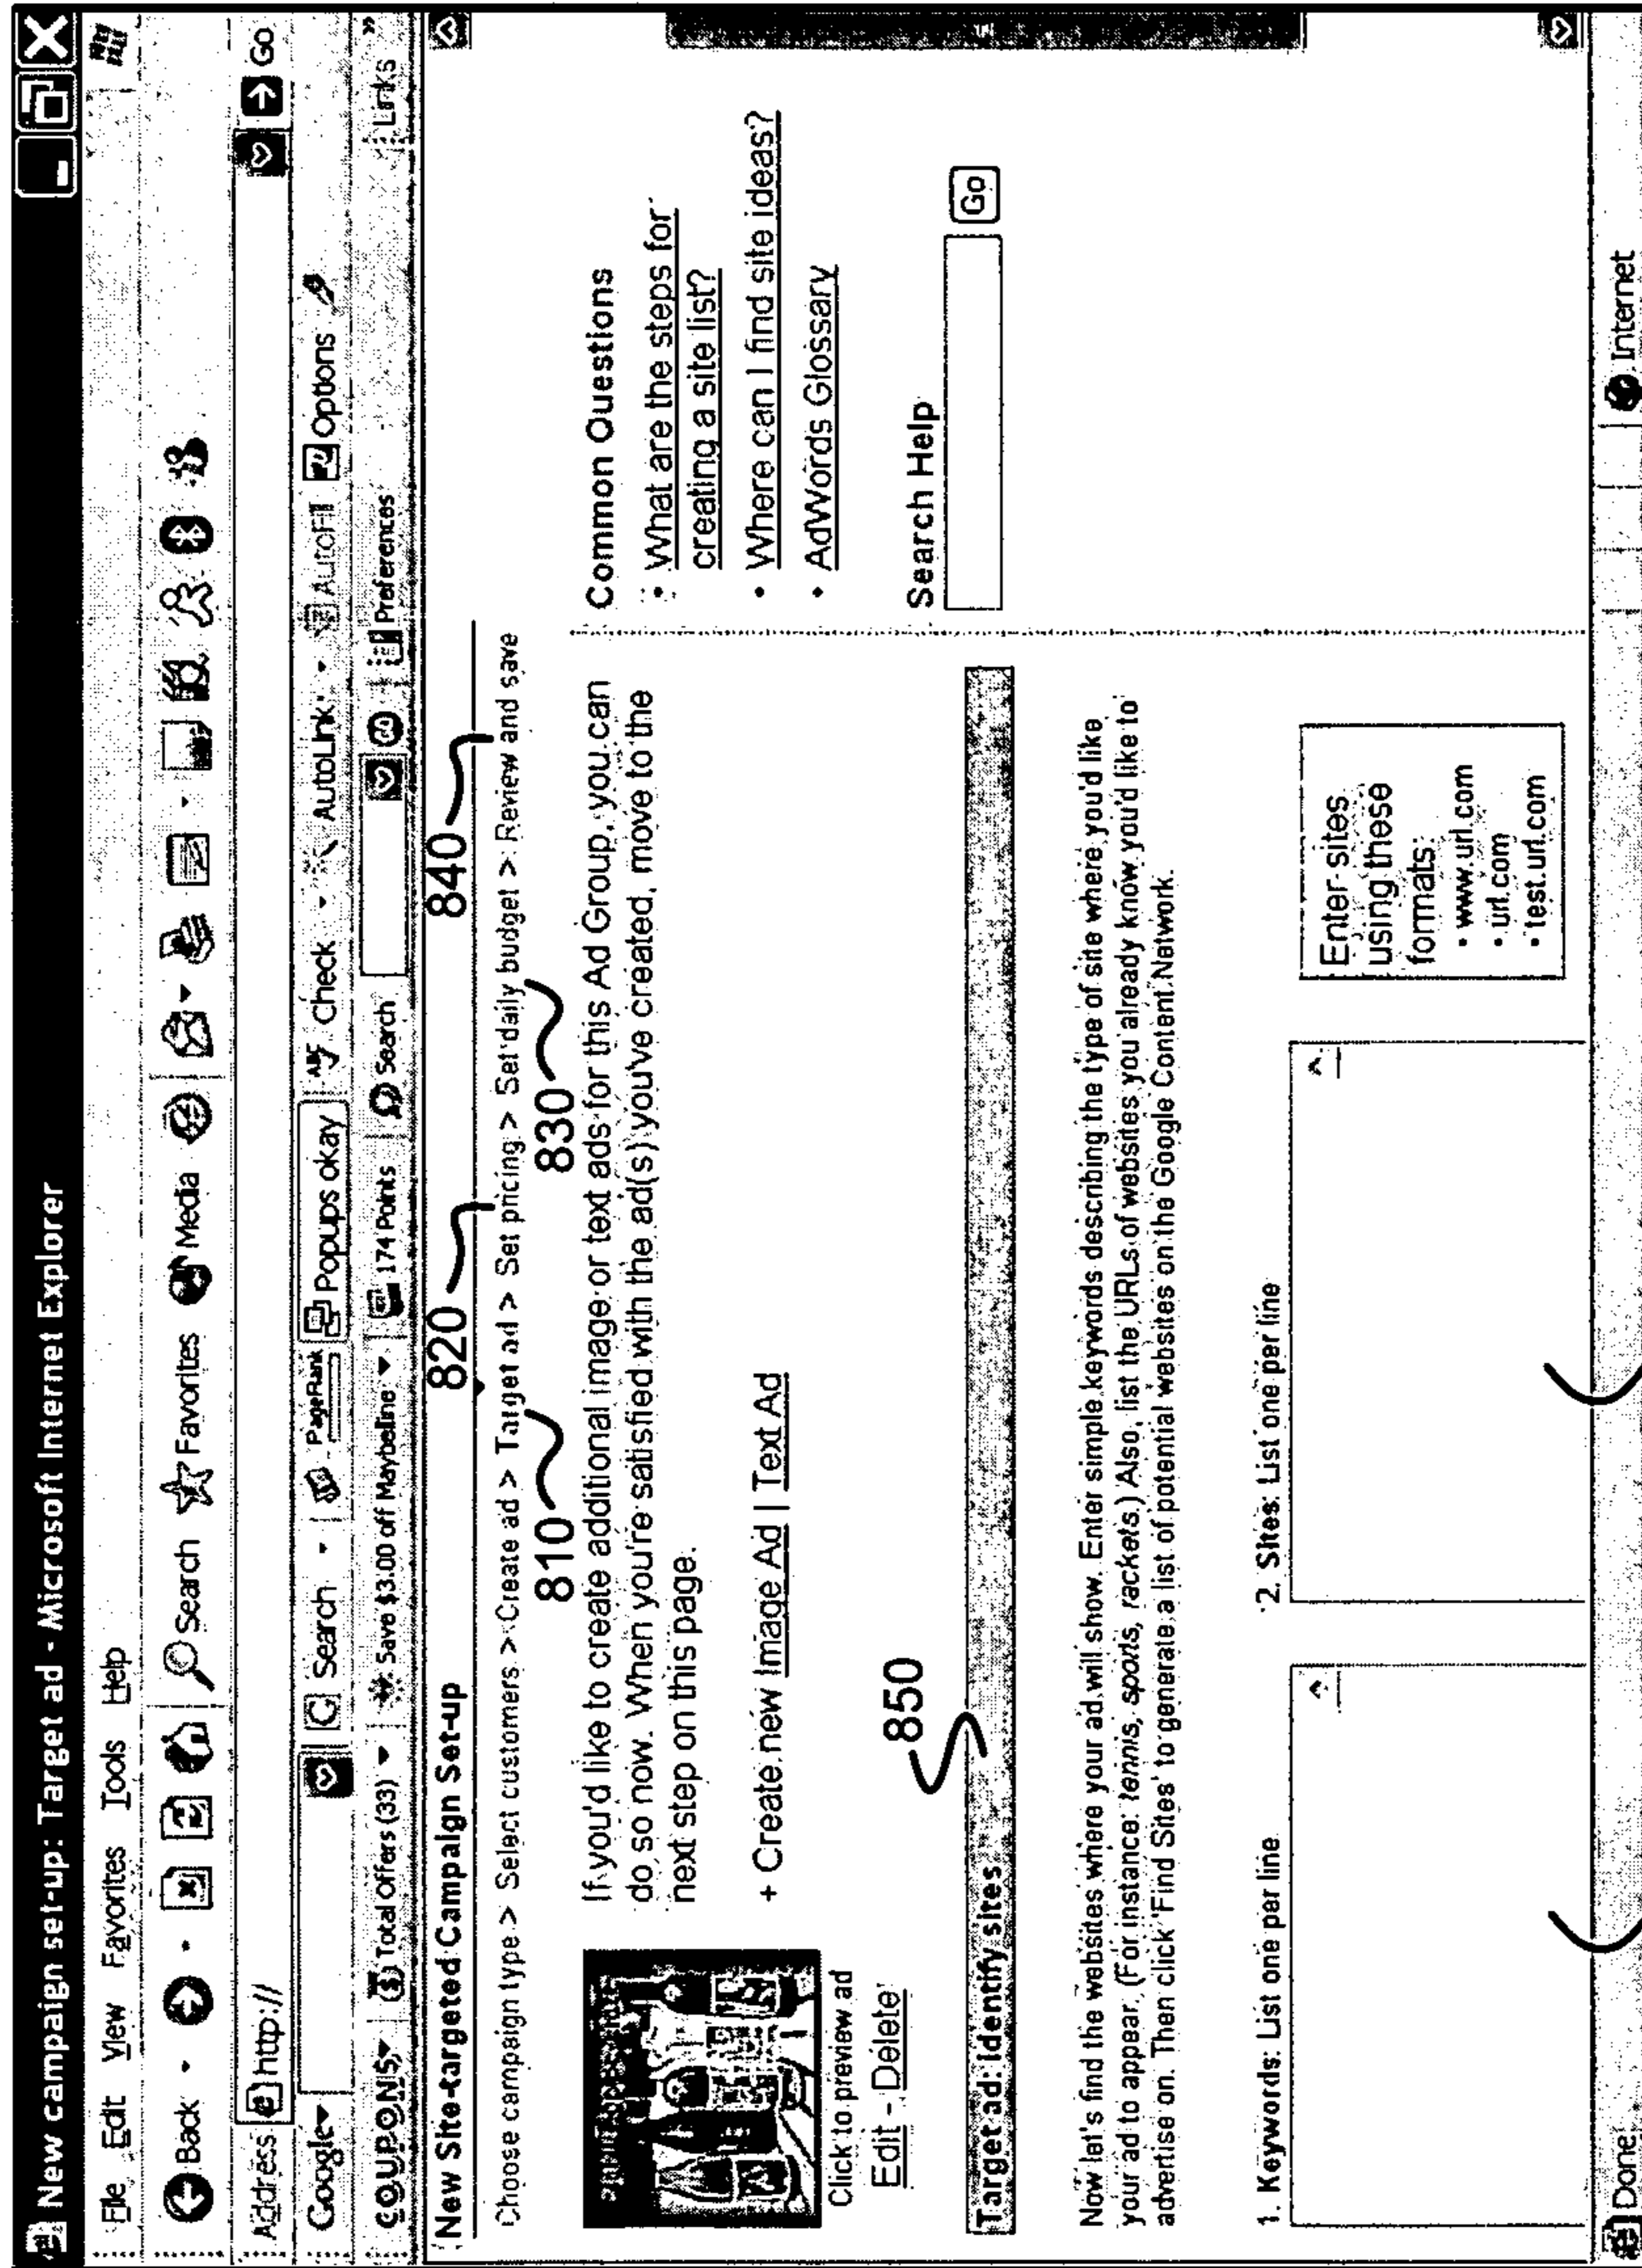 New campaign set-up: Target ad - Microsoft Internet Explorer
File Edit View Favorites Tools Help
Back Search Favorites Media
Address http:// Go
Google Search PageRank Popups okay ABC Check AutoLink AutoFill Options
COUPONS ($) Total Offers (33) Save $3.00 off Maybelline 174 Points Search GO Preferences Links »
New Site-targeted Campaign Set-up
820 840
Choose campaign type > Select customers > Create ad > Target ad > Set pricing > Set daily budget > Review and save
810 830
If you'd like to create additional image or text ads for this Ad Group, you can
do so now. When you're satisfied with the ad(s) you've created, move to the
next step on this page.
+ Create new Image Ad | Text Ad
Click to preview ad
Edit - Delete
Common Questions
• What are the steps for
creating a site list?
• Where can I find site ideas?
• AdWords Glossary
Search Help
Go
850
Target ad: Identify sites
Now let's find the websites where your ad will show. Enter simple keywords describing the type of site where you'd like
your ad to appear. (For instance: tennis, sports, rackets.) Also, list the URLs of websites you already know you'd like to
advertise on. Then click 'Find Sites' to generate a list of potential websites on the Google Content Network.
1. Keywords: List one per line
2. Sites: List one per line
Enter sites
using these
formats:
• www.url.com
• url.com
• test.url.com
Done Internet